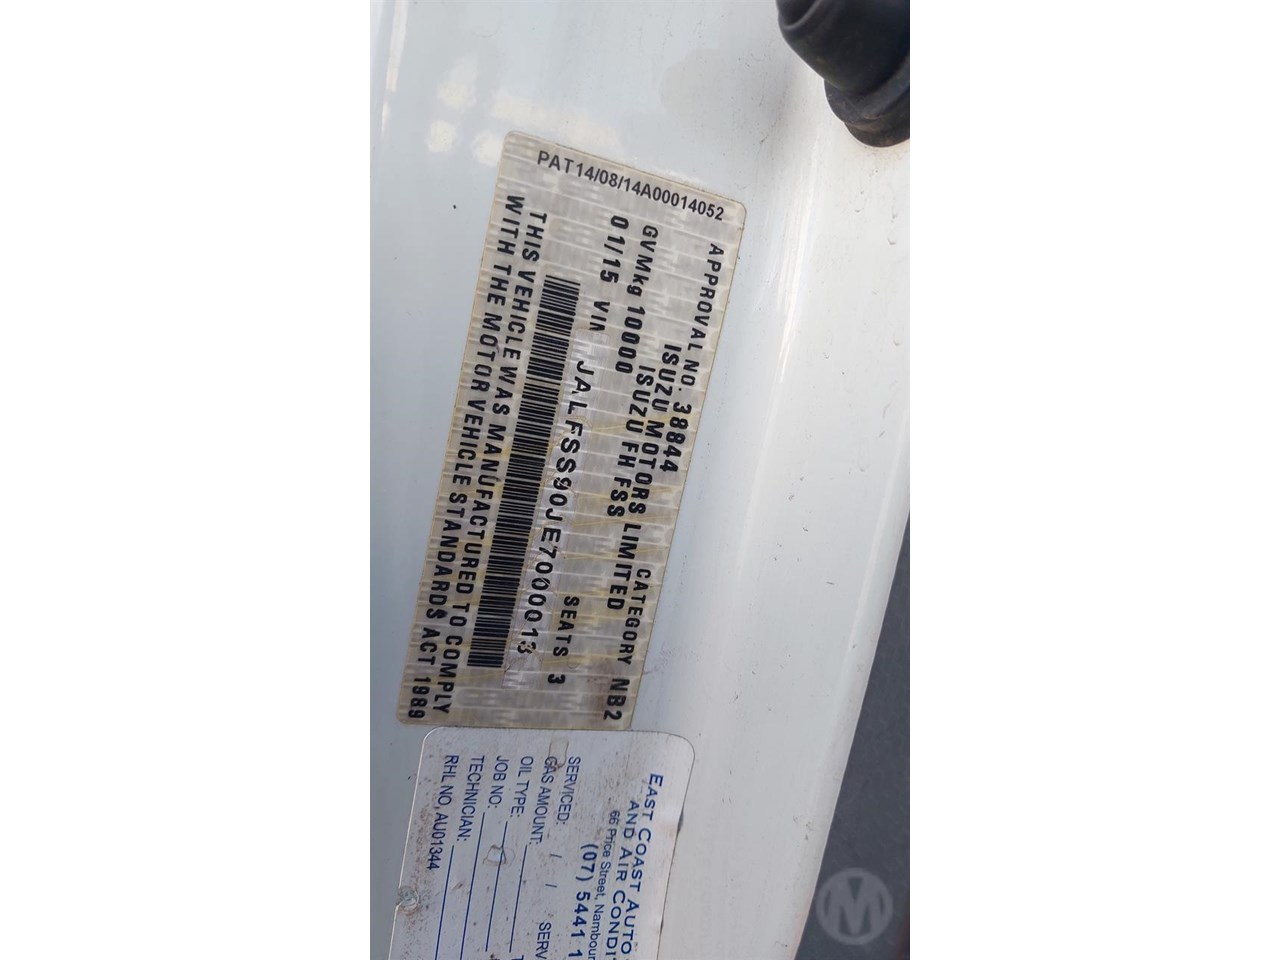 PAT14/08/14A00014052
APPROVAL NO. 38844 CATEGORY NB2
ISUZU MOTORS LIMITED
ISUZU FH FSS
GVMkg 10000 SEATS 3
01/15 VIN JALFSS90JE7000013
THIS VEHICLE WAS MANUFACTURED TO COMPLY
WITH THE MOTOR VEHICLE STANDARDS ACT 1989
EAST COAST AUTO
AND AIR CONDI
66 Price Street, Nambour
(07) 5441 1
SERVICED: / / SERV
GAS AMOUNT:
OIL TYPE:
JOB NO:
TECHNICIAN:
RHL NO. AU01344
M